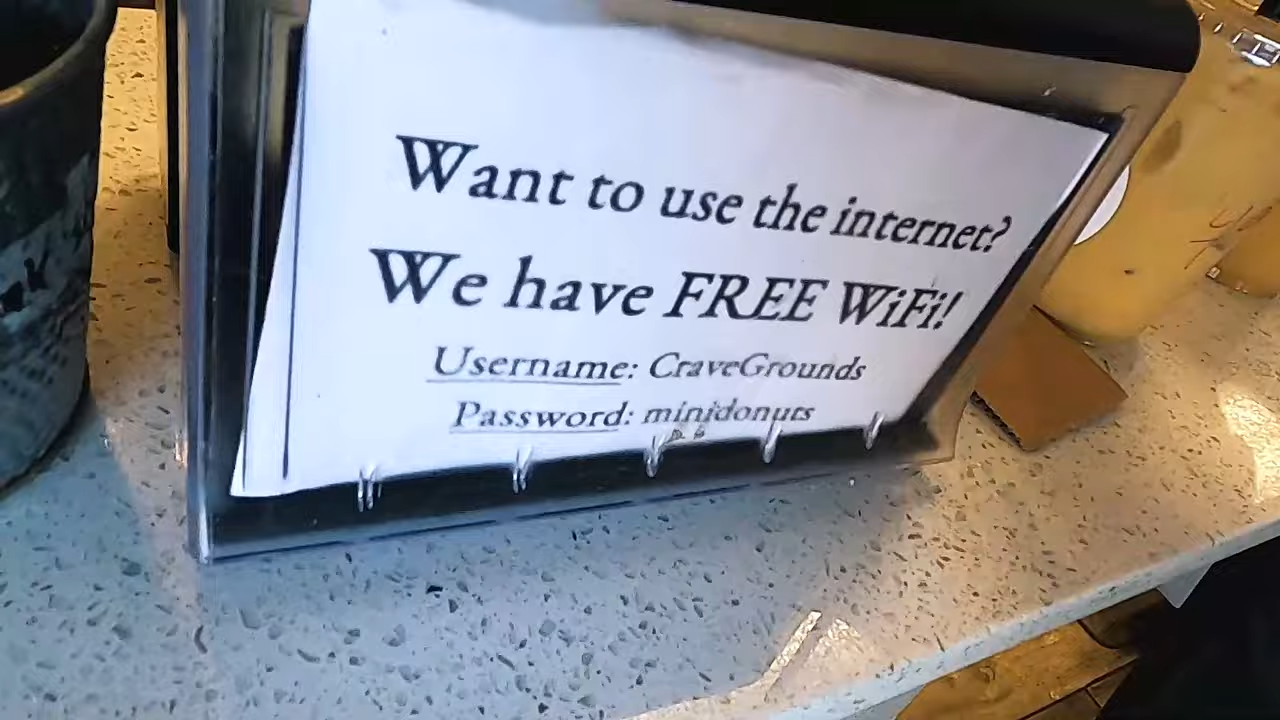 Want to use the internet?
We have FREE WiFi!
Username: CraveGrounds
Password: minidonuts